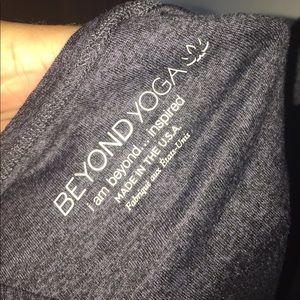 BEYOND YOGA
i am beyond... inspired
MADE IN THE U.S.A.
Fabriqué aux États-Unis